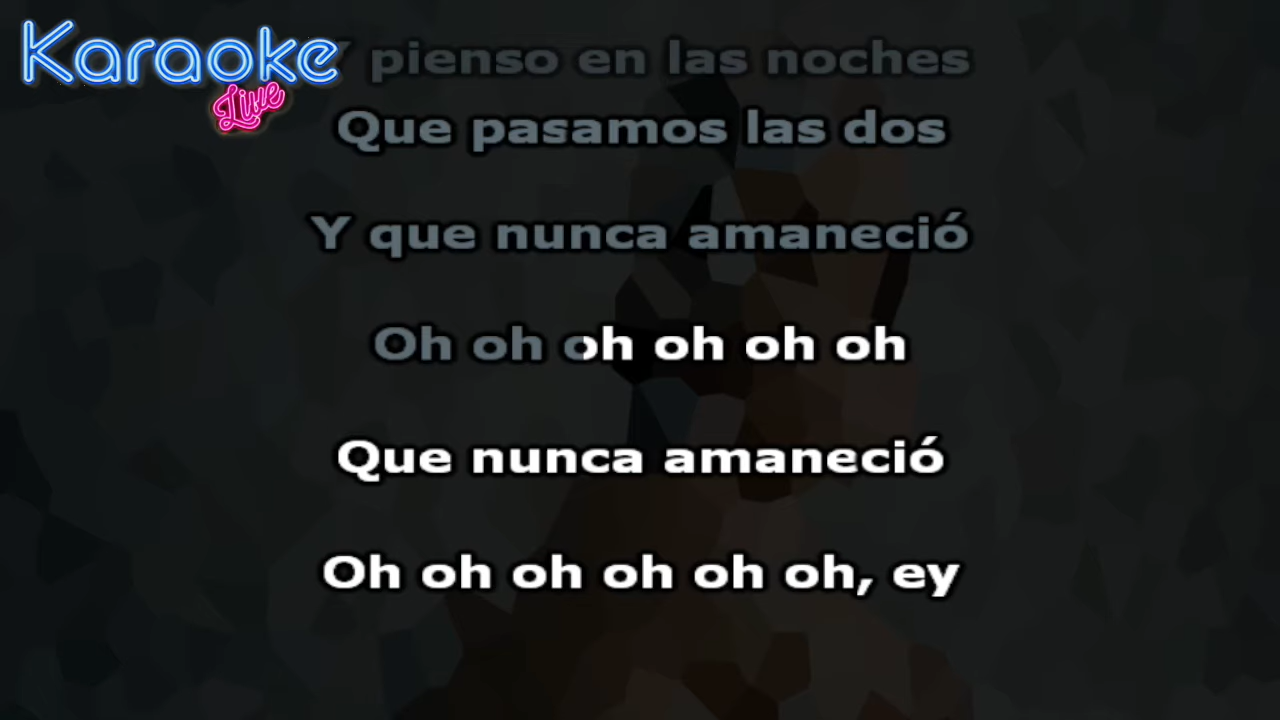 Karaoke
Live
Y pienso en las noches
Que pasamos las dos
Y que nunca amaneció
Oh oh oh oh oh oh
Que nunca amaneció
Oh oh oh oh oh oh, ey